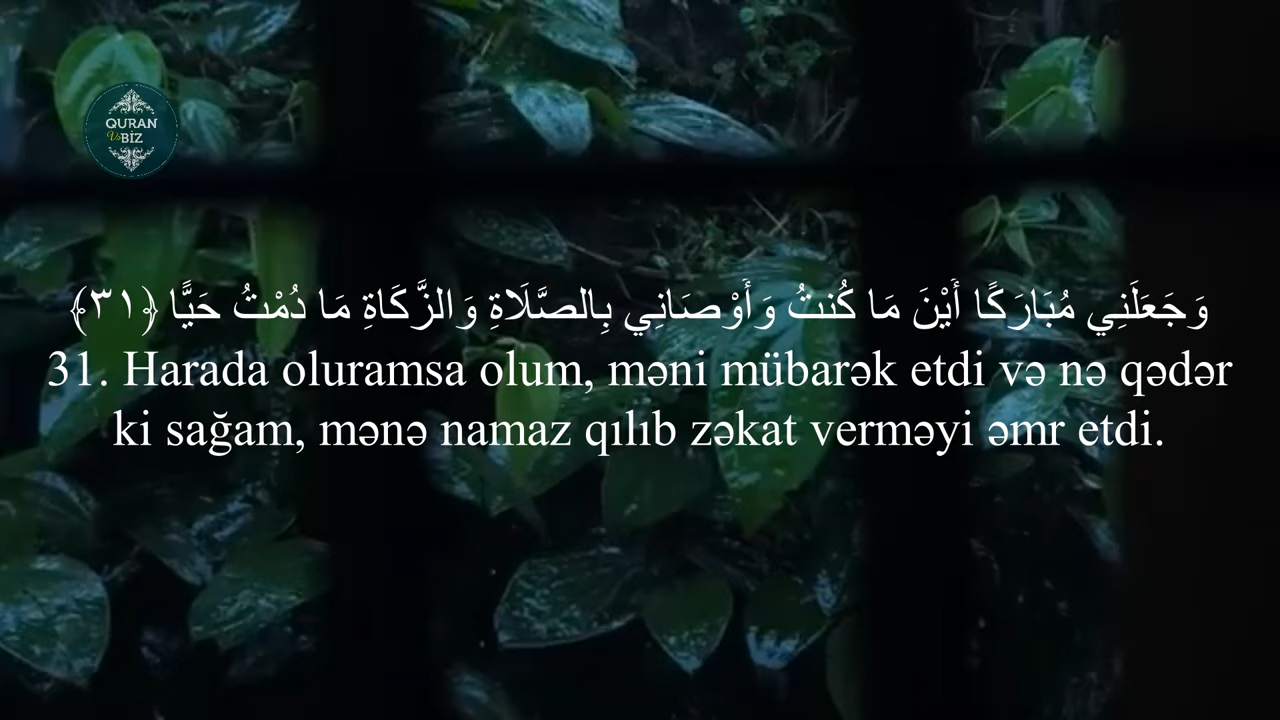 QURAN
Və
BİZ
وَجَعَلَنِي مُبَارَكًا أَيْنَ مَا كُنتُ وَأَوْصَانِي بِالصَّلَاةِ وَالزَّكَاةِ مَا دُمْتُ حَيًّا ﴿٣١﴾
31. Harada oluramsa olum, məni mübarək etdi və nə qədər
ki sağam, mənə namaz qılıb zəkat verməyi əmr etdi.